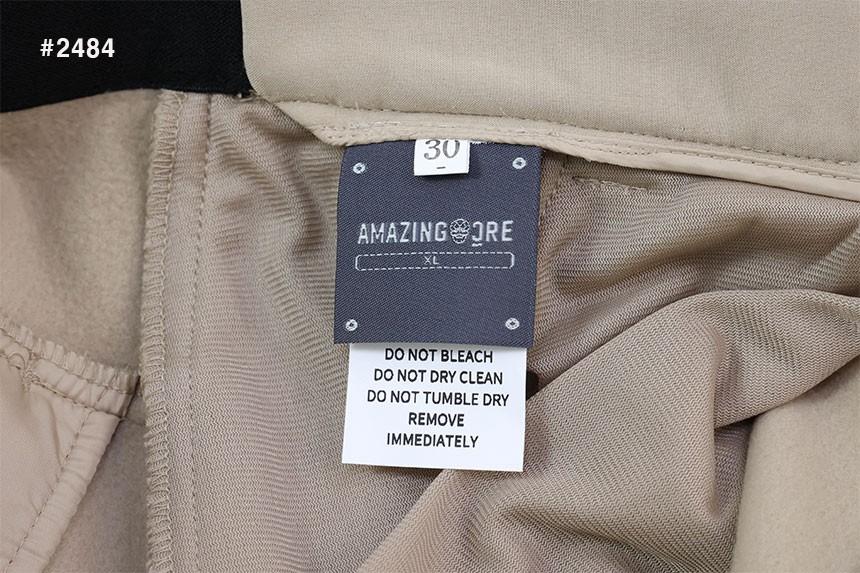 #2484
30
AMAZING ORE
XL
DO NOT BLEACH
DO NOT DRY CLEAN
DO NOT TUMBLE DRY
REMOVE
IMMEDIATELY